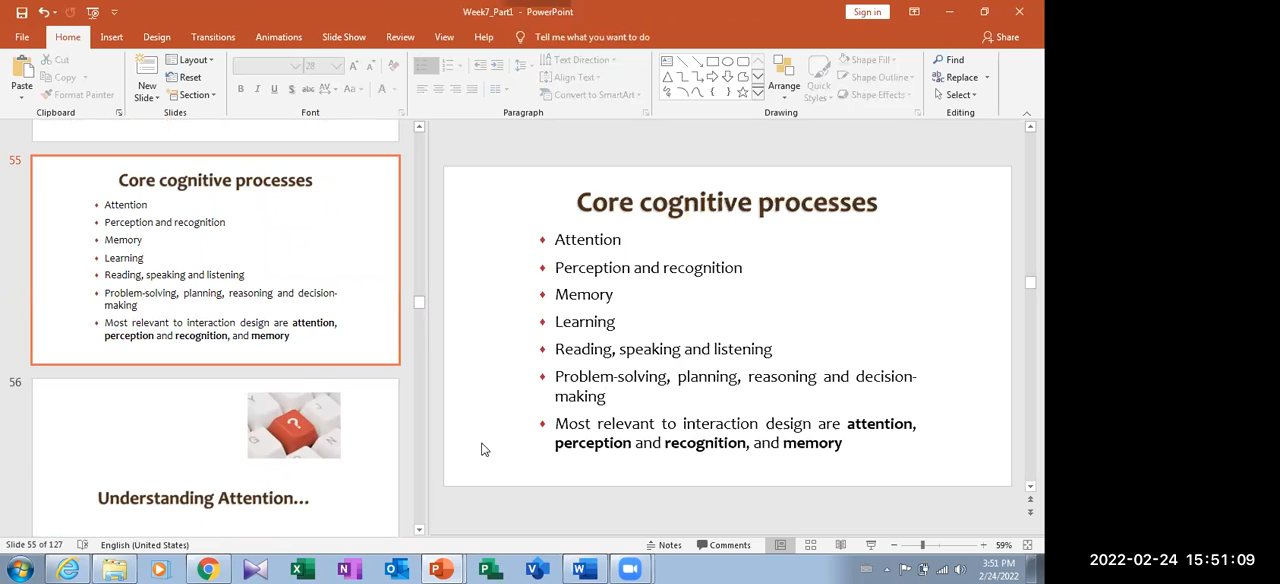 Week7_Part1 - PowerPoint
Sign in
File Home Insert Design Transitions Animations Slide Show Review View Help Tell me what you want to do
Share
Paste
Cut
Copy
Format Painter
Clipboard
New
Slide
Layout
Reset
Section
Slides
28
B I U S abc AV Aa A
Font
Text Direction
Align Text
Convert to SmartArt
Paragraph
Arrange
Quick
Styles
Shape Fill
Shape Outline
Shape Effects
Drawing
Find
Replace
Select
Editing
55
Core cognitive processes
Attention
Perception and recognition
Memory
Learning
Reading, speaking and listening
Problem-solving, planning, reasoning and decision-
making
Most relevant to interaction design are attention,
perception and recognition, and memory
56
?
Understanding Attention...
Core cognitive processes
Attention
Perception and recognition
Memory
Learning
Reading, speaking and listening
Problem-solving, planning, reasoning and decision-
making
Most relevant to interaction design are attention,
perception and recognition, and memory
Slide 55 of 127
English (United States)
Notes
Comments
59%
3:51 PM
2/24/2022
2022-02-24 15:51:09